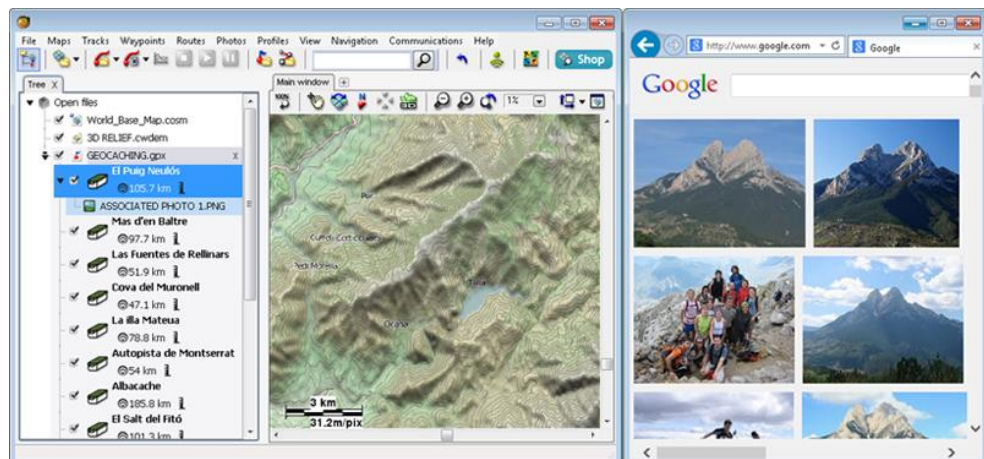 File Maps Tracks Waypoints Routes Photos Profiles View Navigation Communications Help
Shop
Tree X
Open files
World_Base_Map.cosm
3D RELIEF.cwdem
GEOCACHING.gpx x
El Puig Neulós
105.7 km
ASSOCIATED PHOTO 1.PNG
Mas d'en Baltre
97.7 km
Las Fuentes de Rellinars
51.9 km
Cova del Muronell
47.1 km
La illa Mateua
78.8 km
Autopista de Montserrat
54 km
Albacache
185.8 km
El Salt del Fitó
101.3 km
Main window
100%
1%
Tillar
Ocaña
3 km
31.2m/pix
http://www.google.com
Google
Google